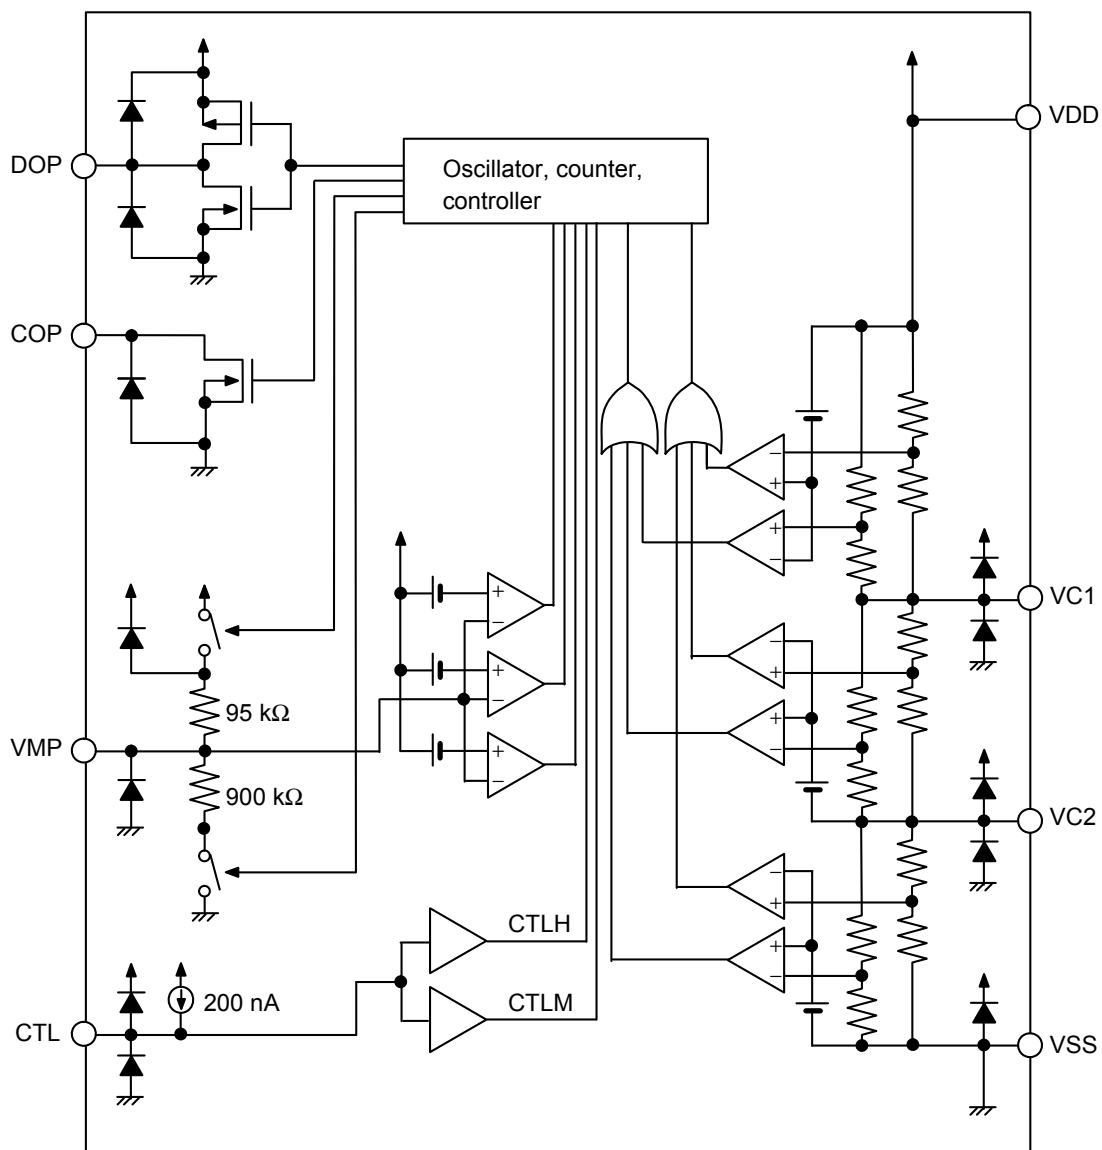 VDD
DOP
Oscillator, counter,
controller
COP
−
+
+
−
+
−
VC1
−
+
+
−
95 kΩ
+
−
VMP
+
−
900 kΩ
VC2
−
+
CTLH
+
−
200 nA
CTLM
CTL
VSS